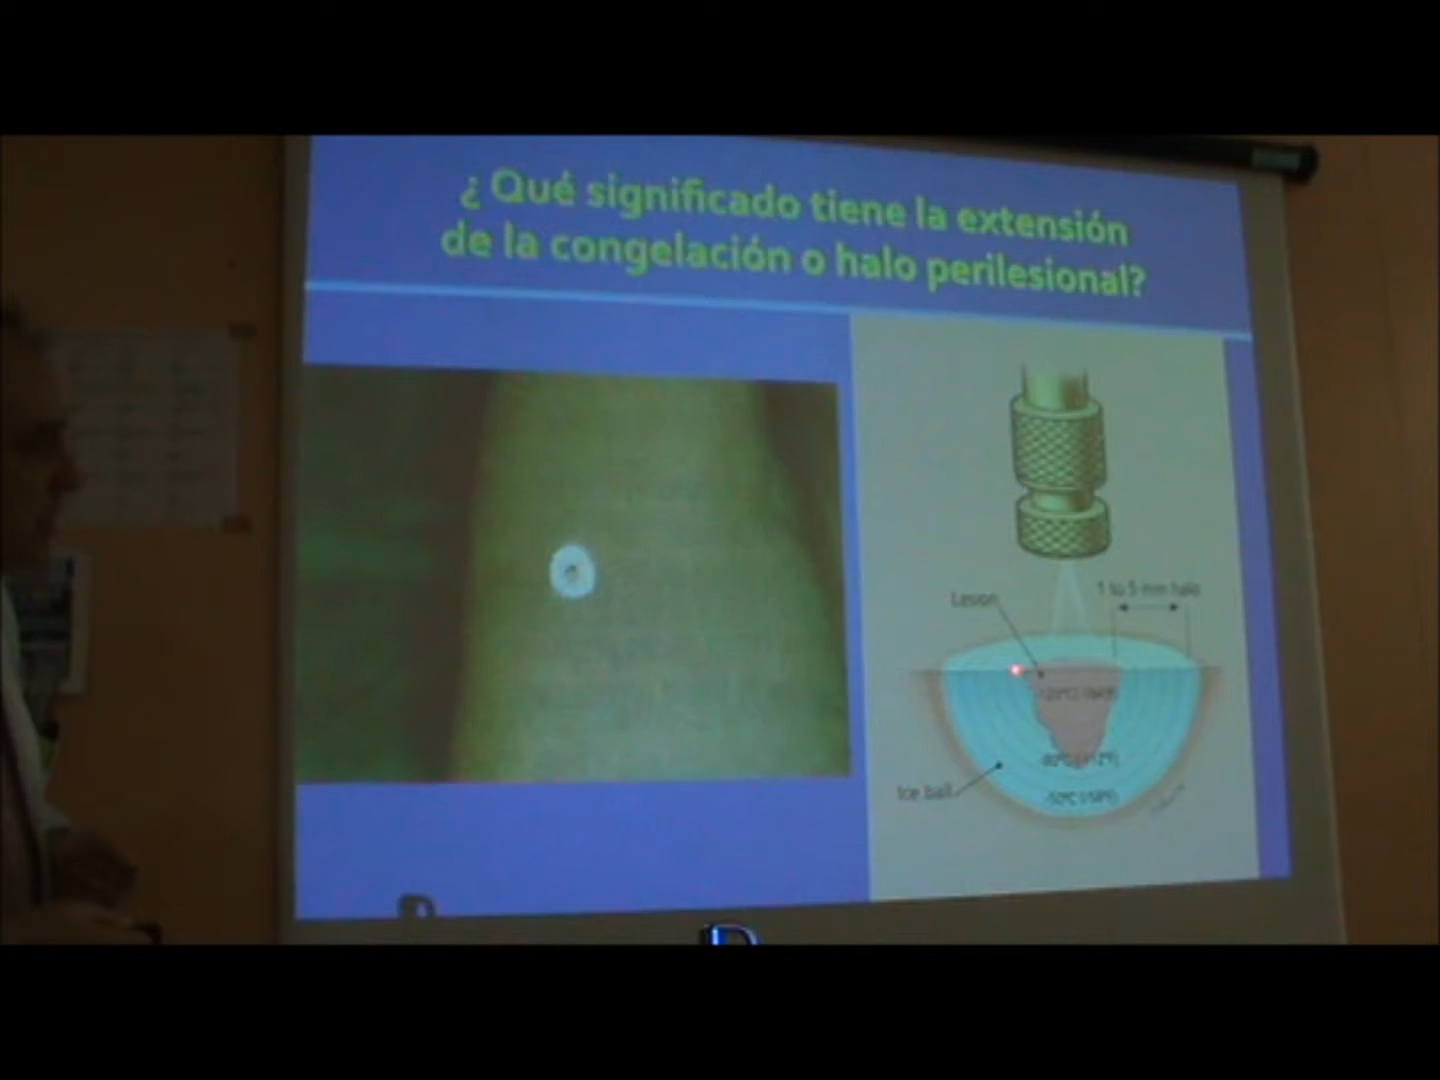 ¿ Qué significado tiene la extensión
de la congelación o halo perilesional?
Lesion
1 to 5 mm halo
Ice ball